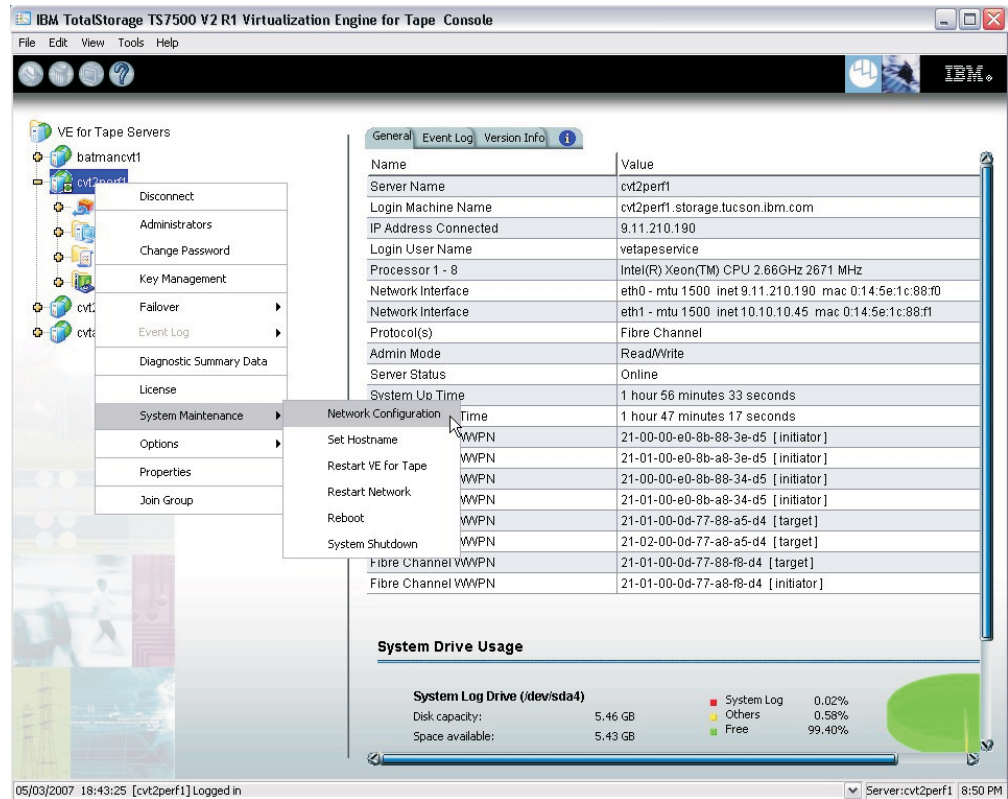 IBM TotalStorage TS7500 V2 R1 Virtualization Engine for Tape Console
File Edit View Tools Help
IBM
VE for Tape Servers
batmancvt1
cvt2perf1
Disconnect
Administrators
Change Password
Key Management
Failover
Event Log
Diagnostic Summary Data
License
System Maintenance
Options
Properties
Join Group
Network Configuration
Set Hostname
Restart VE for Tape
Restart Network
Reboot
System Shutdown
General Event Log Version Info
Name Value
Server Name cvt2perf1
Login Machine Name cvt2perf1.storage.tucson.ibm.com
IP Address Connected 9.11.210.190
Login User Name vetapeservice
Processor 1 - 8 Intel(R) Xeon(TM) CPU 2.66GHz 2671 MHz
Network Interface eth0 - mtu 1500 inet 9.11.210.190 mac 0:14:5e:1c:88:f0
Network Interface eth1 - mtu 1500 inet 10.10.10.45 mac 0:14:5e:1c:88:f1
Protocol(s) Fibre Channel
Admin Mode Read/Write
Server Status Online
System Up Time 1 hour 56 minutes 33 seconds
Time 1 hour 47 minutes 17 seconds
WWPN 21-00-00-e0-8b-88-3e-d5 [initiator]
WWPN 21-01-00-e0-8b-a8-3e-d5 [initiator]
WWPN 21-00-00-e0-8b-88-34-d5 [initiator]
WWPN 21-01-00-e0-8b-a8-34-d5 [initiator]
WWPN 21-01-00-0d-77-88-a5-d4 [target]
WWPN 21-02-00-0d-77-a8-a5-d4 [target]
Fibre Channel WWPN 21-01-00-0d-77-88-f8-d4 [target]
Fibre Channel WWPN 21-01-00-0d-77-a8-f8-d4 [initiator]
System Drive Usage
System Log Drive (/dev/sda4)
Disk capacity: 5.46 GB
Space available: 5.43 GB
System Log 0.02%
Others 0.58%
Free 99.40%
05/03/2007 18:43:25 [cvt2perf1] Logged in
Server:cvt2perf1 8:50 PM